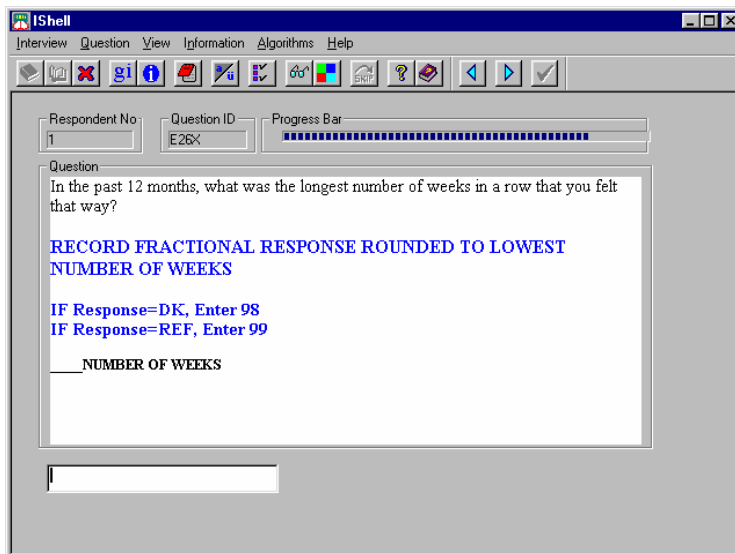 IShell
Interview Question View Information Algorithms Help
gi i a/ü SKIP ?
Respondent No Question ID Progress Bar
1 E26X
Question
In the past 12 months, what was the longest number of weeks in a row that you felt
that way?
RECORD FRACTIONAL RESPONSE ROUNDED TO LOWEST
NUMBER OF WEEKS
IF Response=DK, Enter 98
IF Response=REF, Enter 99
____NUMBER OF WEEKS